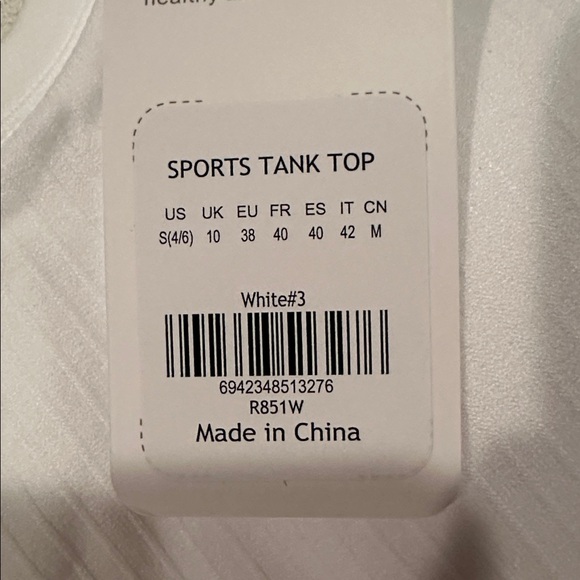 healthy
SPORTS TANK TOP
US UK EU FR ES IT CN
S(4/6) 10 38 40 40 42 M
White#3
6942348513276
R851W
Made in China